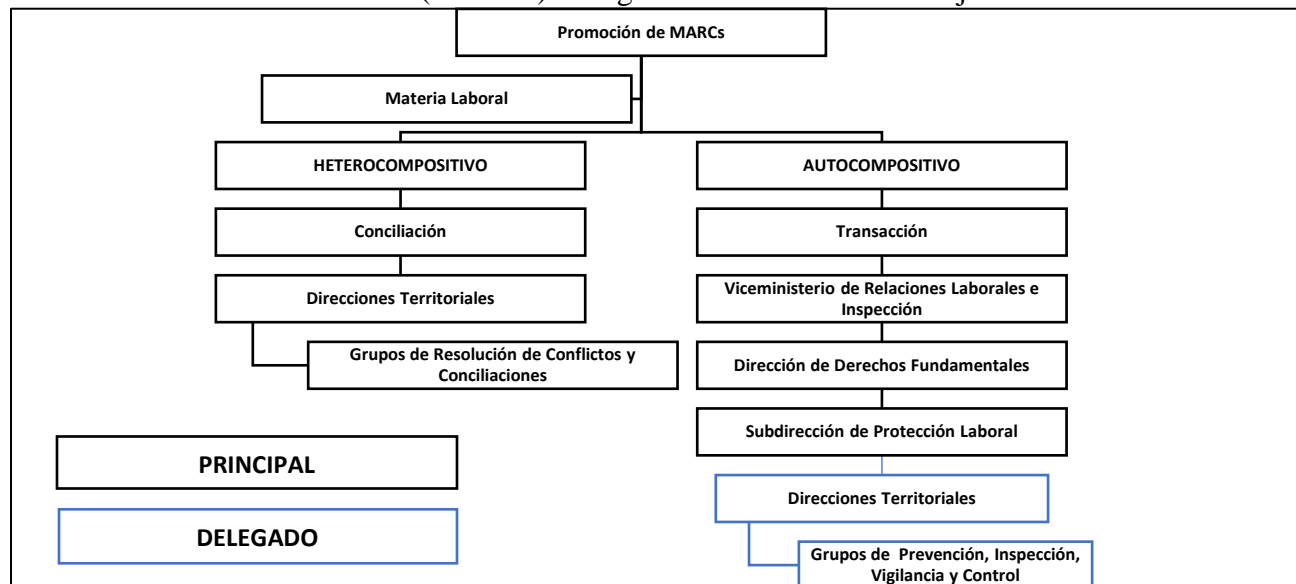 Promoción de MARCs
Materia Laboral
HETEROCOMPOSITIVO
Conciliación
Direcciones Territoriales
Grupos de Resolución de Conflictos y
Conciliaciones
AUTOCOMPOSITIVO
Transacción
Viceministerio de Relaciones Laborales e
Inspección
Dirección de Derechos Fundamentales
Subdirección de Protección Laboral
Direcciones Territoriales
Grupos de Prevención, Inspección,
Vigilancia y Control
PRINCIPAL
DELEGADO